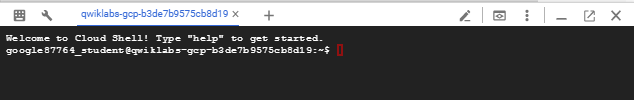 qwiklabs-gcp-b3de7b9575cb8d19
Welcome to Cloud Shell! Type "help" to get started.
google87764_student@qwiklabs-gcp-b3de7b9575cb8d19:~$